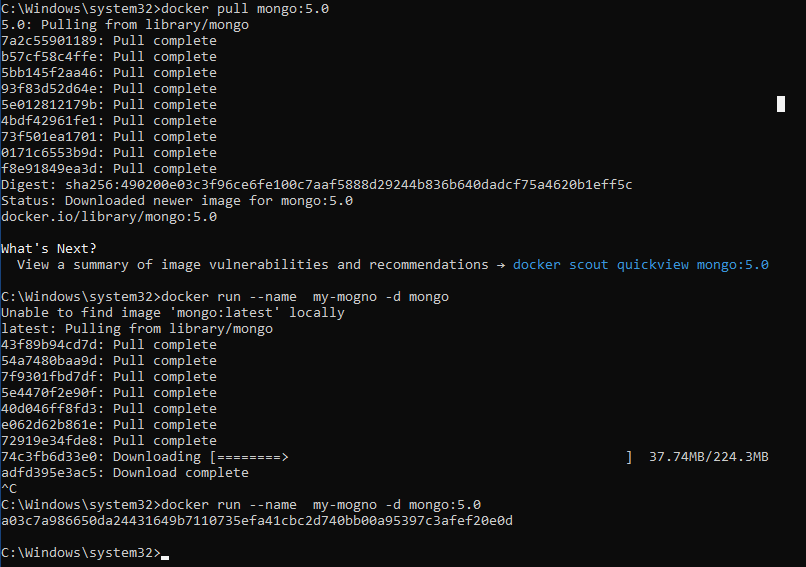 C:\Windows\system32>docker pull mongo:5.0
5.0: Pulling from library/mongo
7a2c55901189: Pull complete
b57cf58c4ffe: Pull complete
5bb145f2aa46: Pull complete
93f83d52d64e: Pull complete
5e012812179b: Pull complete
4bdf42961fe1: Pull complete
73f501ea1701: Pull complete
0171c6553b9d: Pull complete
f8e91849ea3d: Pull complete
Digest: sha256:490200e03c3f96ce6fe100c7aaf5888d29244b836b640dadcf75a4620b1eff5c
Status: Downloaded newer image for mongo:5.0
docker.io/library/mongo:5.0
What's Next?
  View a summary of image vulnerabilities and recommendations → docker scout quickview mongo:5.0
C:\Windows\system32>docker run --name  my-mogno -d mongo
Unable to find image 'mongo:latest' locally
latest: Pulling from library/mongo
43f89b94cd7d: Pull complete
54a7480baa9d: Pull complete
7f9301fbd7df: Pull complete
5e4470f2e90f: Pull complete
40d046ff8fd3: Pull complete
e062d62b861e: Pull complete
72919e34fde8: Pull complete
74c3fb6d33e0: Downloading [========>                                          ]  37.74MB/224.3MB
adfd395e3ac5: Download complete
^C
C:\Windows\system32>docker run --name  my-mogno -d mongo:5.0
a03c7a986650da24431649b7110735efa41cbc2d740bb00a95397c3afef20e0d
C:\Windows\system32>